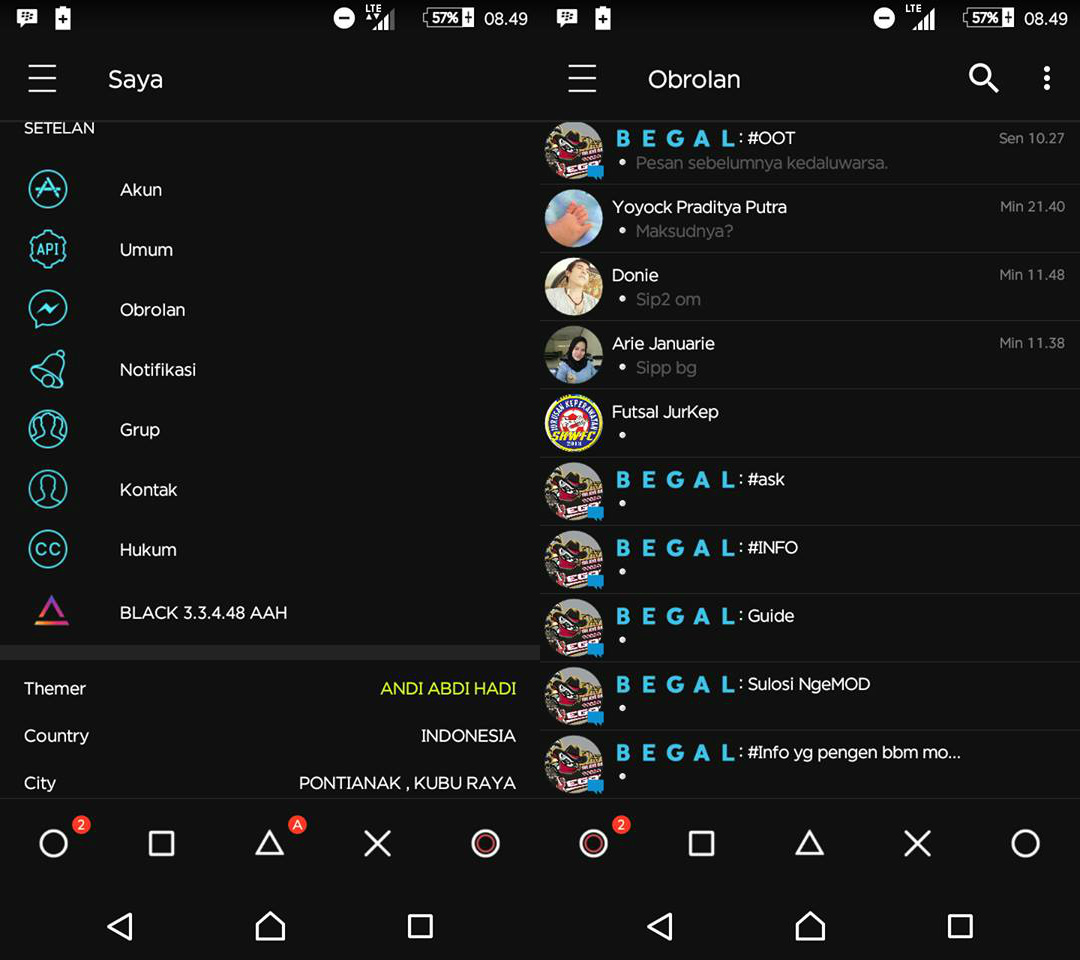 LTE
57%
08.49
Saya
SETELAN
Akun
API
Umum
Obrolan
Notifikasi
Grup
Kontak
CC
Hukum
BLACK 3.3.4.48 AAH
Themer
ANDI ABDI HADI
Country
INDONESIA
City
PONTIANAK , KUBU RAYA
2
A
LTE
57%
08.49
Obrolan
B E G A L : #OOT
Sen 10.27
• Pesan sebelumnya kedaluwarsa.
Yoyock Praditya Putra
Min 21.40
• Maksudnya?
Donie
Min 11.48
• Sip2 om
Arie Januarie
Min 11.38
• Sipp bg
JURUSAN KEPERAWATAN
Futsal JurKep
•
B E G A L : #ask
•
B E G A L : #INFO
•
B E G A L : Guide
•
B E G A L : Sulosi NgeMOD
•
B E G A L : #Info yg pengen bbm mo...
•
2